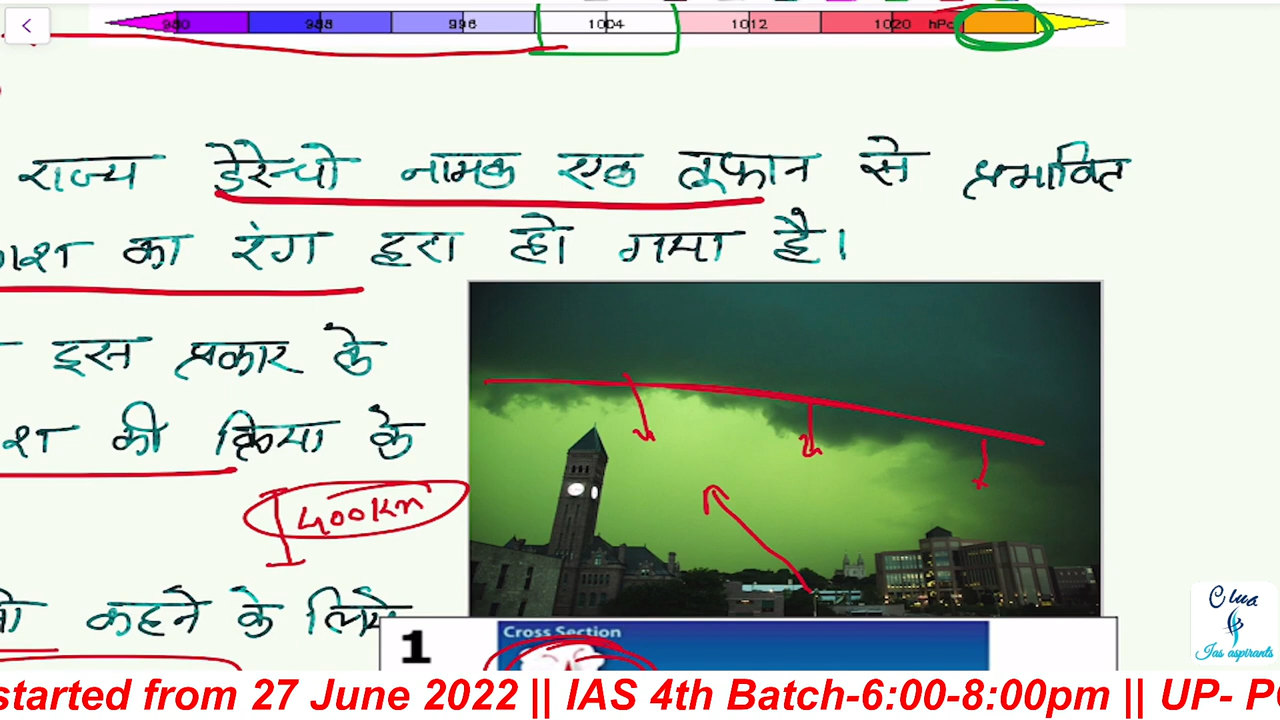 980 988 996 1004 1012 1020 hPa
राज्य डेरेन्चो नामक एक तूफान से प्रभावित
का रंग हरा हो गया है।
इस प्रकार के
की क्रिया के
400km
कहने के लिये
1
Cross Section
Clue
Ias aspirants
started from 27 June 2022 || IAS 4th Batch-6:00-8:00pm || UP-